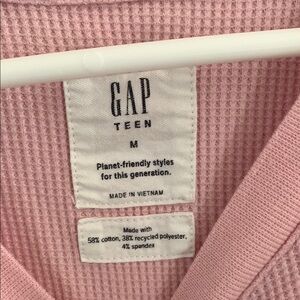 GAP
TEEN
M
Planet-friendly styles
for this generation.
MADE IN VIETNAM
Made with
58% cotton, 38% recycled polyester,
4% spandex